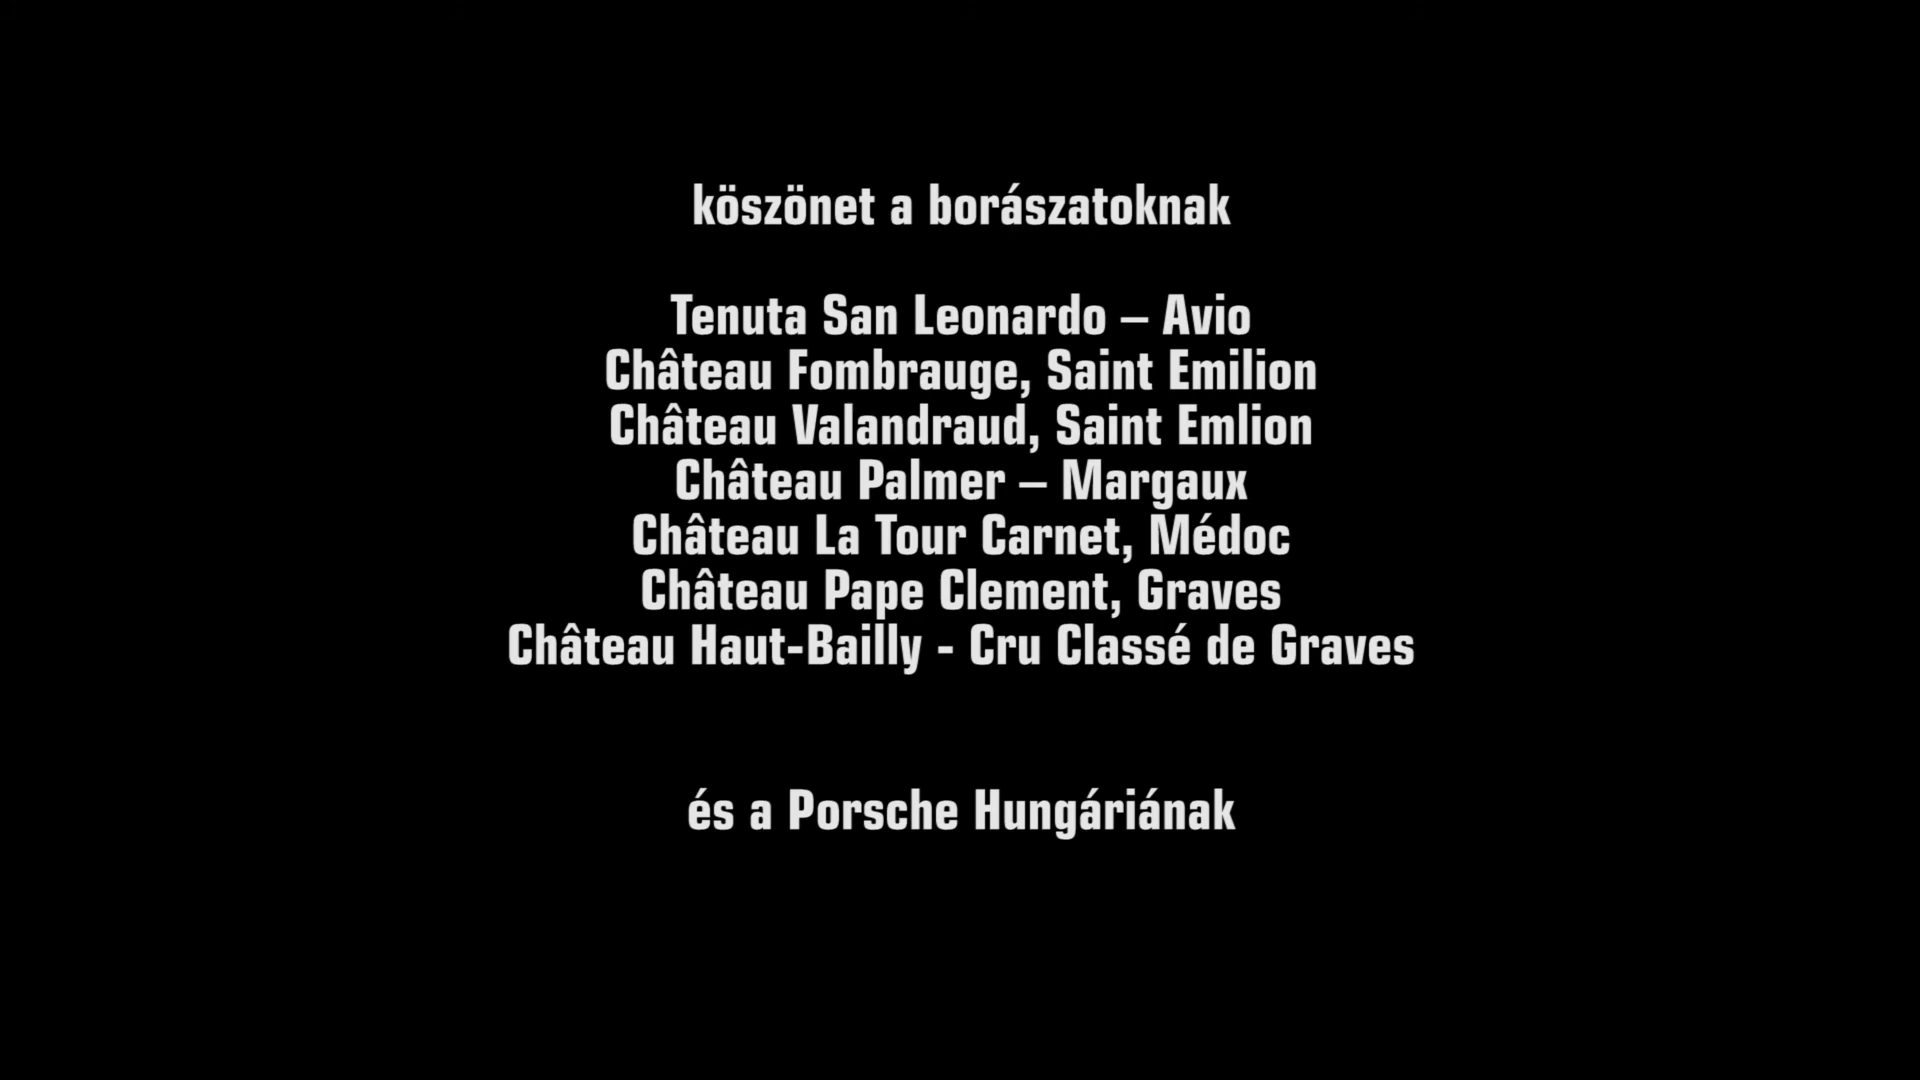 köszönet a borászatoknak
Tenuta San Leonardo – Avio
Château Fombrauge, Saint Emilion
Château Valandraud, Saint Emlion
Château Palmer – Margaux
Château La Tour Carnet, Médoc
Château Pape Clement, Graves
Château Haut-Bailly - Cru Classé de Graves
és a Porsche Hungáriának